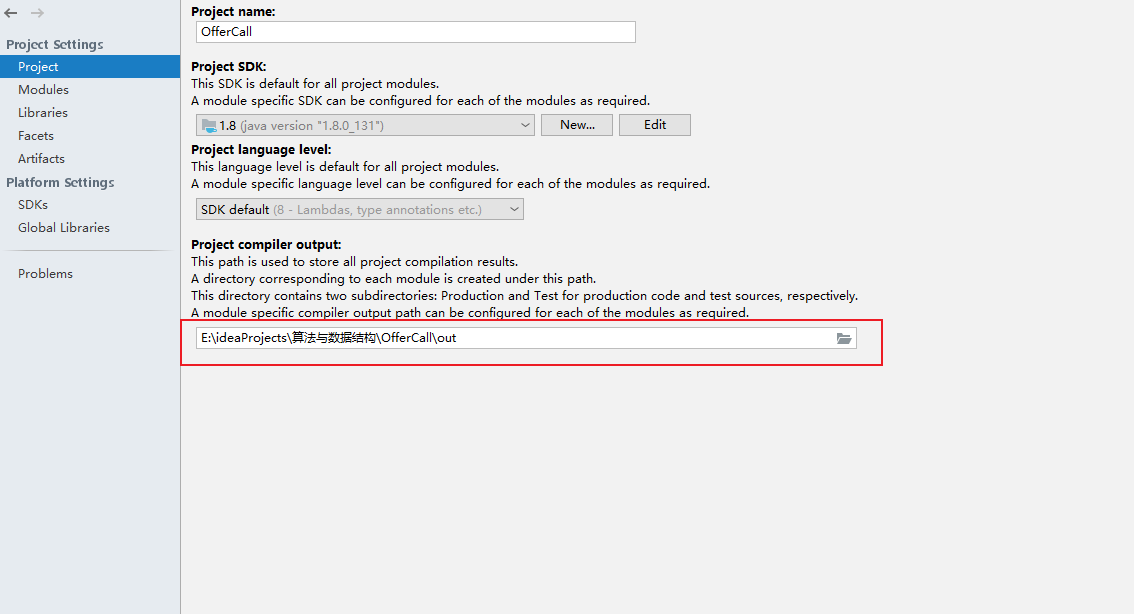 Project name:
OfferCall
Project Settings
Project
Project SDK:
This SDK is default for all project modules.
Modules
A module specific SDK can be configured for each of the modules as required.
Libraries
1.8 (java version "1.8.0_131")
New...
Edit
Facets
Project language level:
Artifacts
This language level is default for all project modules.
Platform Settings
A module specific language level can be configured for each of the modules as required.
SDKs
SDK default (8 - Lambdas, type annotations etc.)
Global Libraries
Project compiler output:
This path is used to store all project compilation results.
Problems
A directory corresponding to each module is created under this path.
This directory contains two subdirectories: Production and Test for production code and test sources, respectively.
A module specific compiler output path can be configured for each of the modules as required.
E:\ideaProjects\算法与数据结构\OfferCall\out